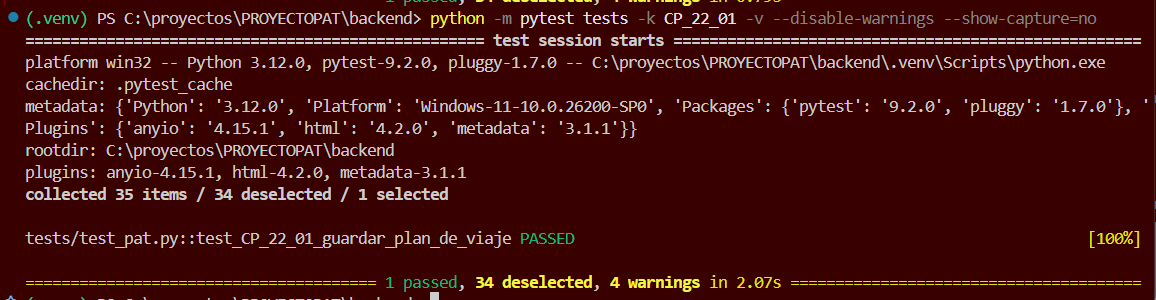 (.venv) PS C:\proyectos\PROYECTOPAT\backend> python -m pytest tests -k CP_22_01 -v --disable-warnings --show-capture=no
================================================ test session starts =================================================
platform win32 -- Python 3.12.0, pytest-9.2.0, pluggy-1.7.0 -- C:\proyectos\PROYECTOPAT\backend\.venv\Scripts\python.exe
cachedir: .pytest_cache
metadata: {'Python': '3.12.0', 'Platform': 'Windows-11-10.0.26200-SP0', 'Packages': {'pytest': '9.2.0', 'pluggy': '1.7.0'}, '
Plugins': {'anyio': '4.15.1', 'html': '4.2.0', 'metadata': '3.1.1'}}
rootdir: C:\proyectos\PROYECTOPAT\backend
plugins: anyio-4.15.1, html-4.2.0, metadata-3.1.1
collected 35 items / 34 deselected / 1 selected
tests/test_pat.py::test_CP_22_01_guardar_plan_de_viaje PASSED [100%]
===================================== 1 passed, 34 deselected, 4 warnings in 2.07s =====================================